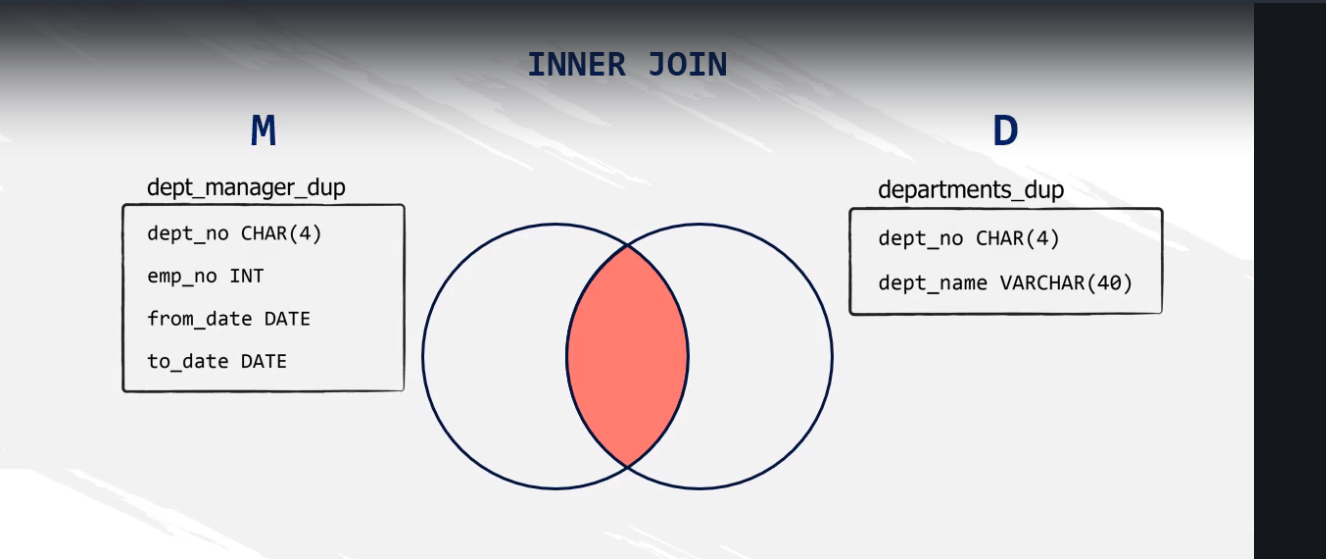 INNER JOIN
M
dept_manager_dup
dept_no CHAR(4)
emp_no INT
from_date DATE
to_date DATE
D
departments_dup
dept_no CHAR(4)
dept_name VARCHAR(40)